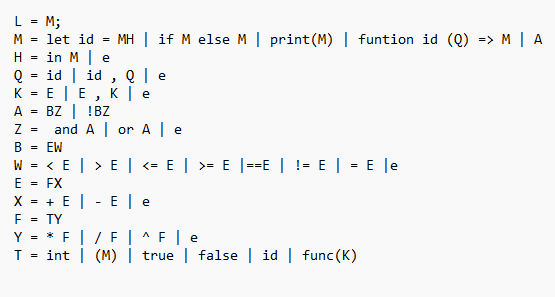 L = M;
M = let id = MH | if M else M | print(M) | funtion id (Q) => M | A
H = in M | e
Q = id | id , Q | e
K = E | E , K | e
A = BZ | !BZ
Z =  and A | or A | e
B = EW
W = < E | > E | <= E | >= E |==E | != E | = E |e
E = FX
X = + E | - E | e
F = TY
Y = * F | / F | ^ F | e
T = int | (M) | true | false | id | func(K)